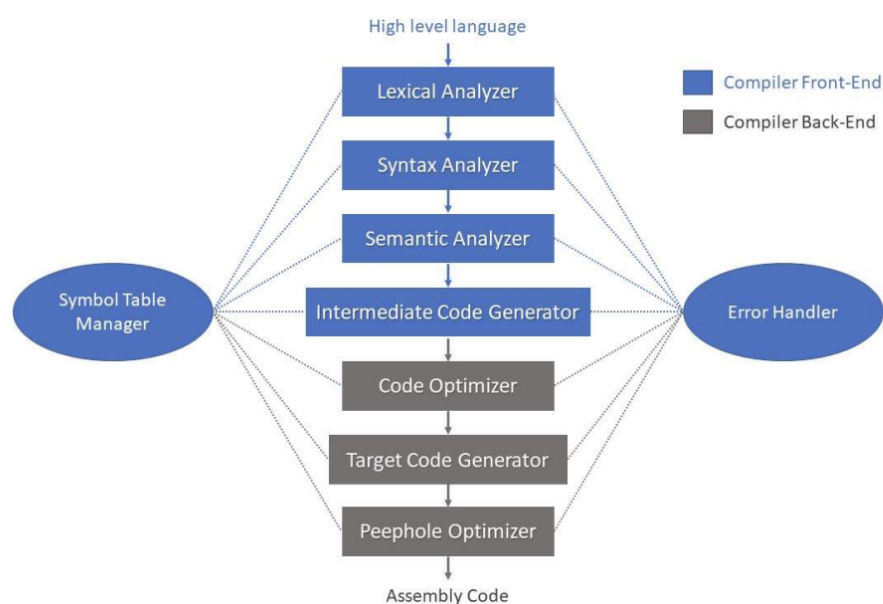 High level language
Lexical Analyzer
Compiler Front-End
Compiler Back-End
Syntax Analyzer
Semantic Analyzer
Symbol Table
Manager
Intermediate Code Generator
Error Handler
Code Optimizer
Target Code Generator
Peephole Optimizer
Assembly Code